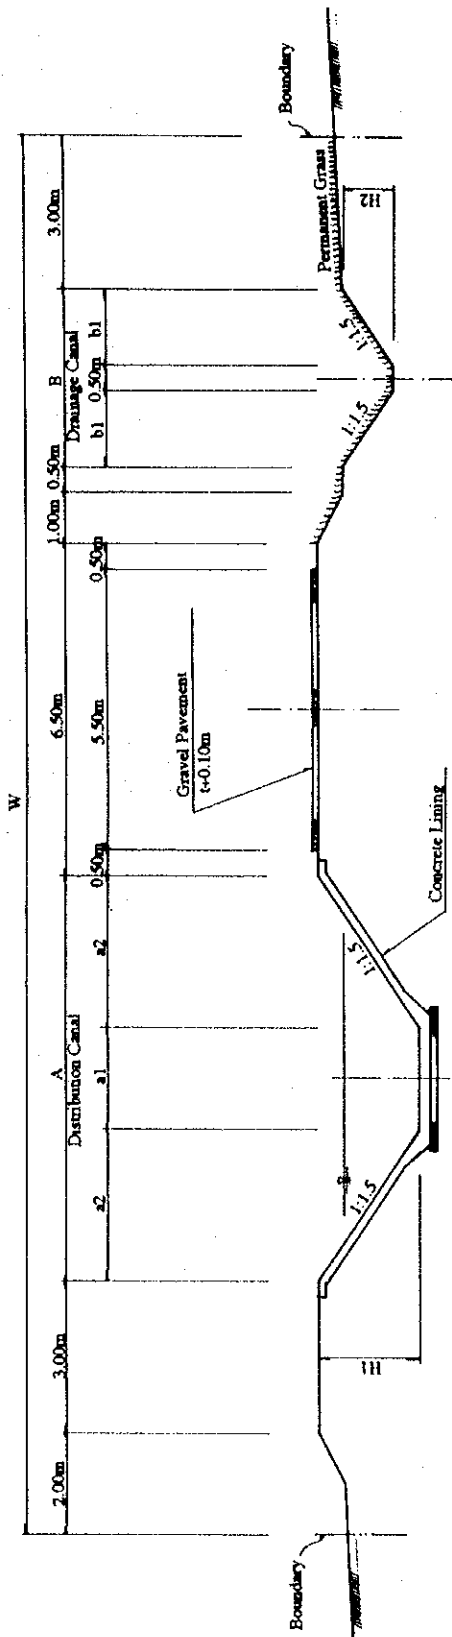 W
2.00m
3.00m
A
Distribution Canal
6.50m
1.00m
0.50m
B
Drainage Canal
3.00m
a2
a1
a2
0.50m
5.50m
0.50m
b1
0.50m
b1
Gravel Pavement
t+0.10m
Boundary
Boundary
Permanent Grass
H1
1:1.5
1:1.5
1:1.5
1:1.5
H2
Concrete Lining